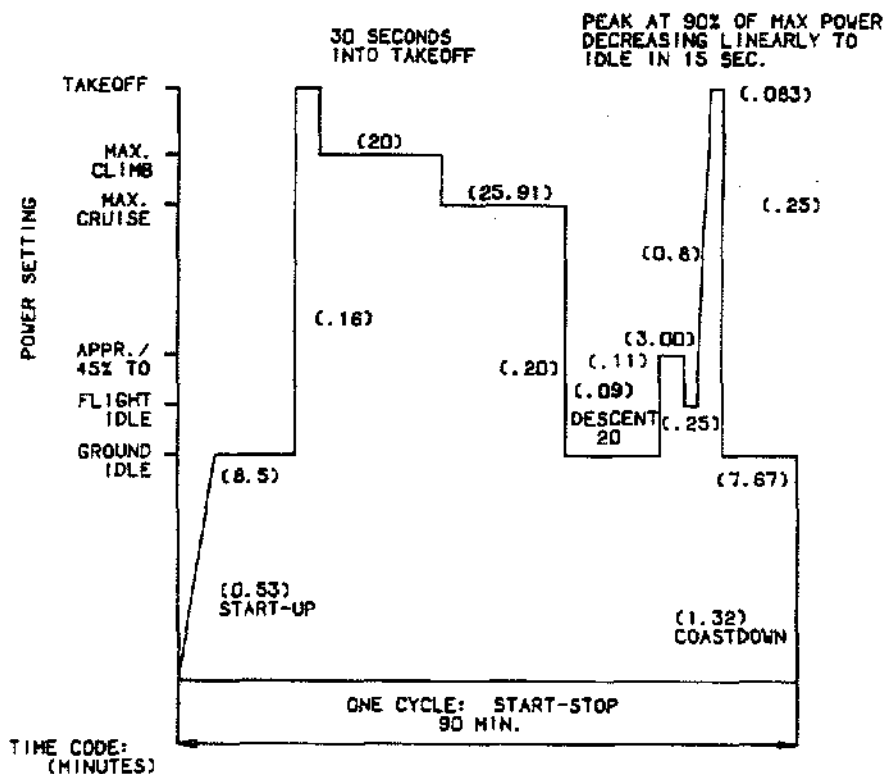 30 SECONDS
INTO TAKEOFF
PEAK AT 90% OF MAX POWER
DECREASING LINEARLY TO
IDLE IN 15 SEC.
TAKEOFF
(.083)
MAX.
CLIMB
(20)
MAX.
CRUISE
(25.91)
(.25)
POWER SETTING
(0.8)
(.16)
APPR./
45% TO
(3.00)
(.11)
(.20)
FLIGHT
IDLE
(.09)
DESCENT
20
(.25)
GROUND
IDLE
(8.5)
(7.67)
(0.53)
START-UP
(1.32)
COASTDOWN
ONE CYCLE: START-STOP
90 MIN.
TIME CODE:
(MINUTES)